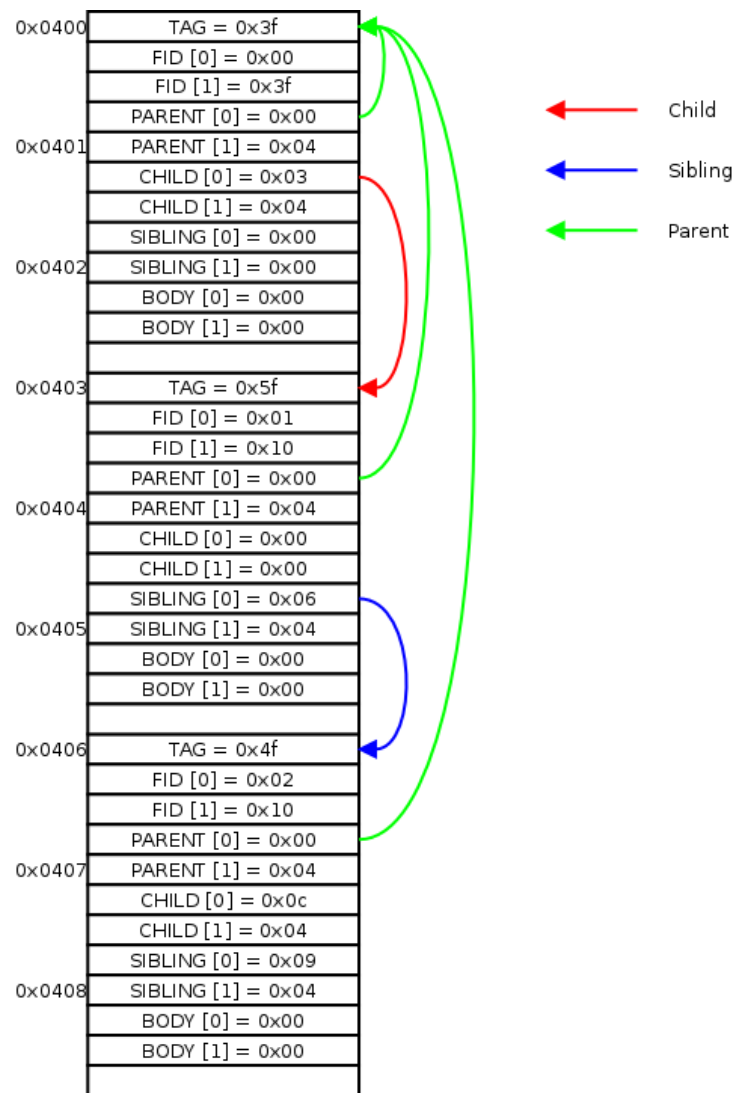 0x0400 TAG = 0x3f
FID [0] = 0x00
FID [1] = 0x3f
PARENT [0] = 0x00
0x0401 PARENT [1] = 0x04
CHILD [0] = 0x03
CHILD [1] = 0x04
SIBLING [0] = 0x00
0x0402 SIBLING [1] = 0x00
BODY [0] = 0x00
BODY [1] = 0x00
0x0403 TAG = 0x5f
FID [0] = 0x01
FID [1] = 0x10
PARENT [0] = 0x00
0x0404 PARENT [1] = 0x04
CHILD [0] = 0x00
CHILD [1] = 0x00
SIBLING [0] = 0x06
0x0405 SIBLING [1] = 0x04
BODY [0] = 0x00
BODY [1] = 0x00
0x0406 TAG = 0x4f
FID [0] = 0x02
FID [1] = 0x10
PARENT [0] = 0x00
0x0407 PARENT [1] = 0x04
CHILD [0] = 0x0c
CHILD [1] = 0x04
SIBLING [0] = 0x09
0x0408 SIBLING [1] = 0x04
BODY [0] = 0x00
BODY [1] = 0x00
Child
Sibling
Parent